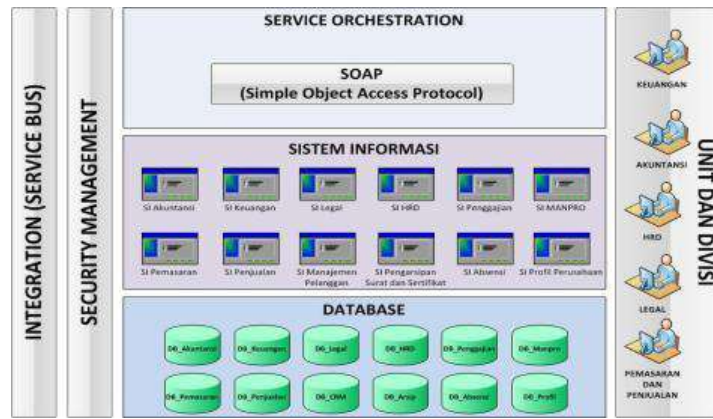 INTEGRATION (SERVICE BUS)
SECURITY MANAGEMENT
SERVICE ORCHESTRATION
SOAP
(Simple Object Access Protocol)
SISTEM INFORMASI
SI Akuntansi
SI Keuangan
SI Legal
SI HRD
SI Penggajian
SI MANPRO
SI Pemasaran
SI Penjualan
SI Manajemen
Pelanggan
SI Pengarsipan
Surat dan Sertifikat
SI Absensi
SI Profil Perusahaan
DATABASE
DB_Akuntansi
DB_Keuangan
DB_Legal
DB_HRD
DB_Penggajian
DB_Manpro
DB_Pemasaran
DB_Penjualan
DB_CRM
DB_Arsip
DB_Absensi
DB_Profil
KEUANGAN
AKUNTANSI
HRD
LEGAL
PEMASARAN
DAN
PENJUALAN
UNIT DAN DIVISI